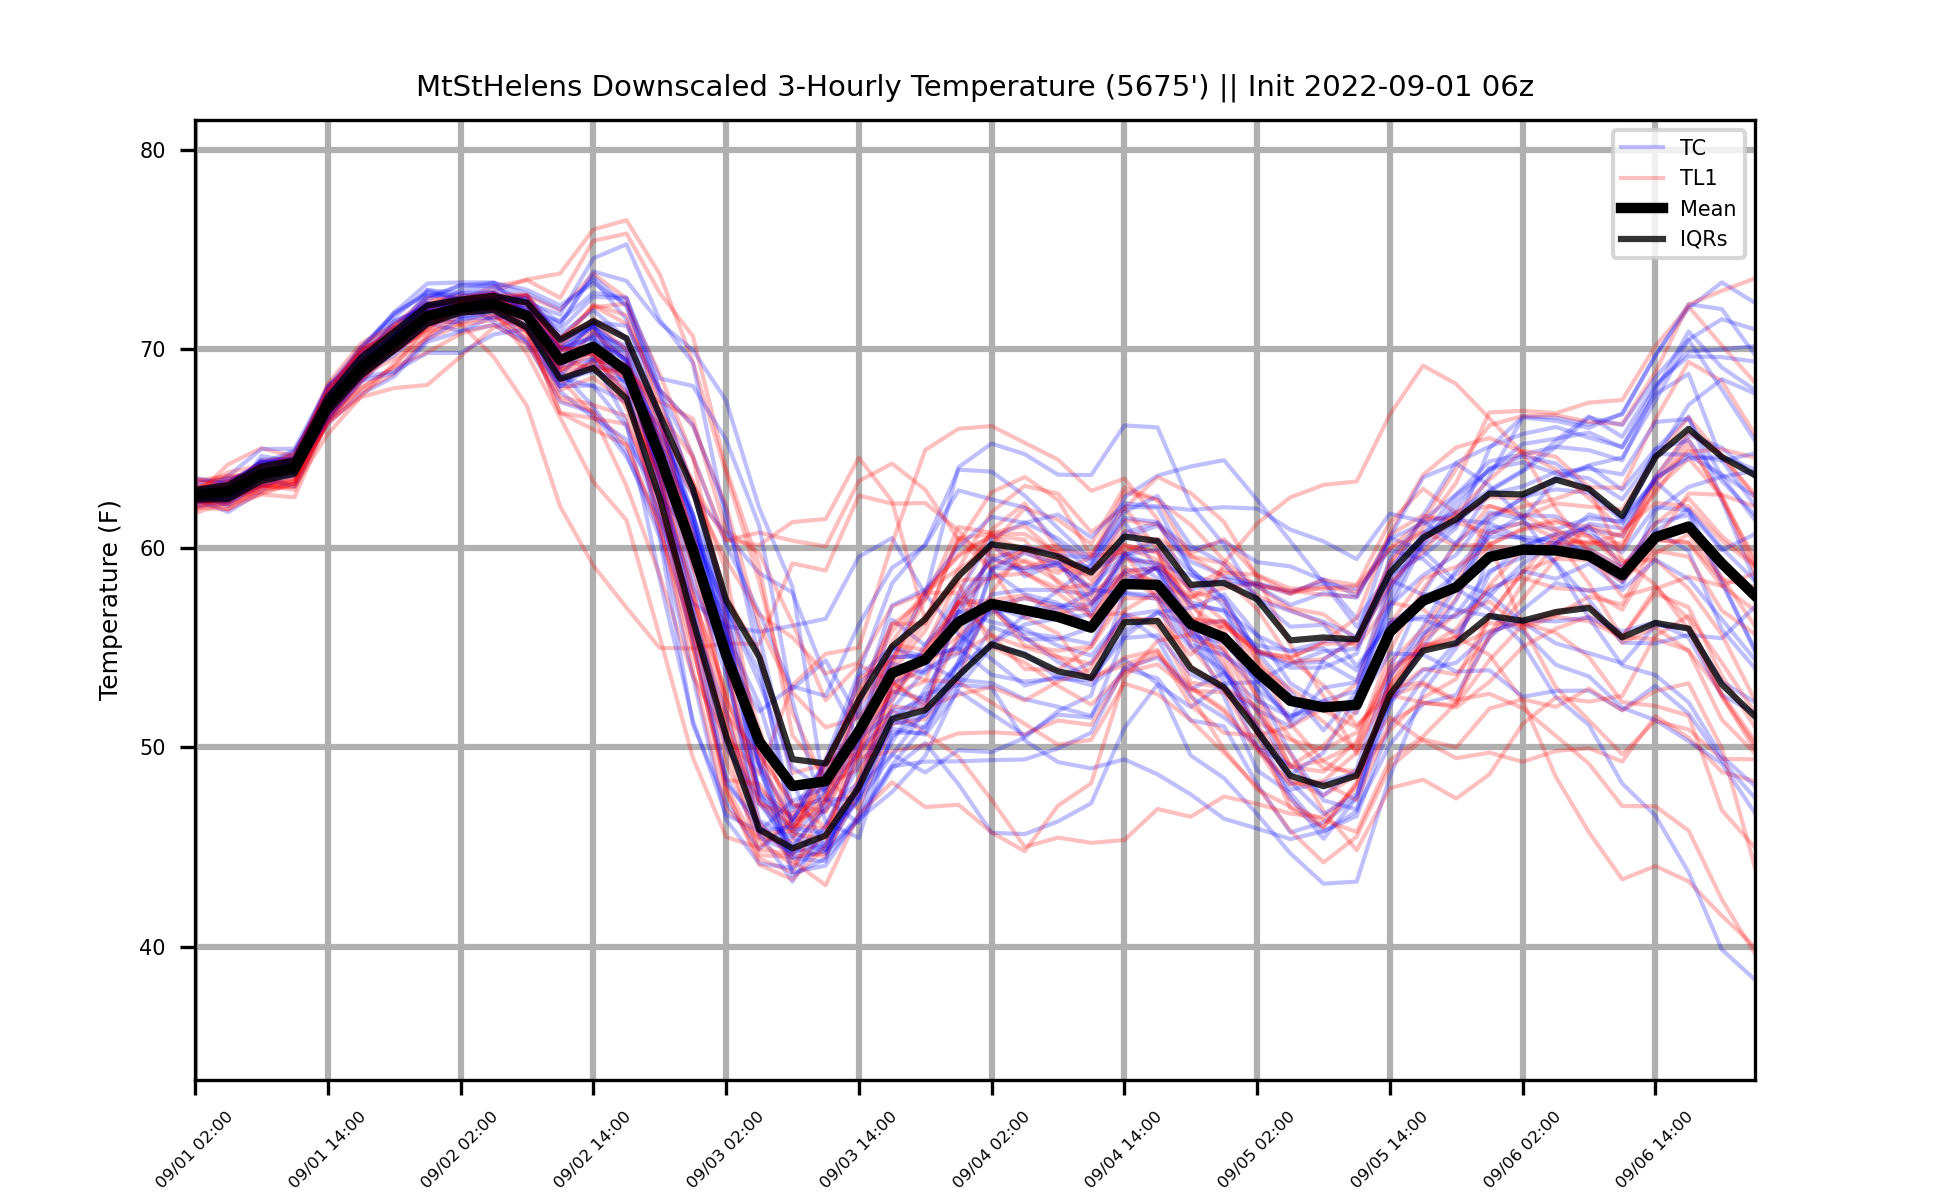 MtStHelens Downscaled 3-Hourly Temperature (5675') || Init 2022-09-01 06z
TC
TL1
Mean
IQRs
Temperature (F)
80
70
60
50
40
09/01 02:00
09/01 14:00
09/02 02:00
09/02 14:00
09/03 02:00
09/03 14:00
09/04 02:00
09/04 14:00
09/05 02:00
09/05 14:00
09/06 02:00
09/06 14:00